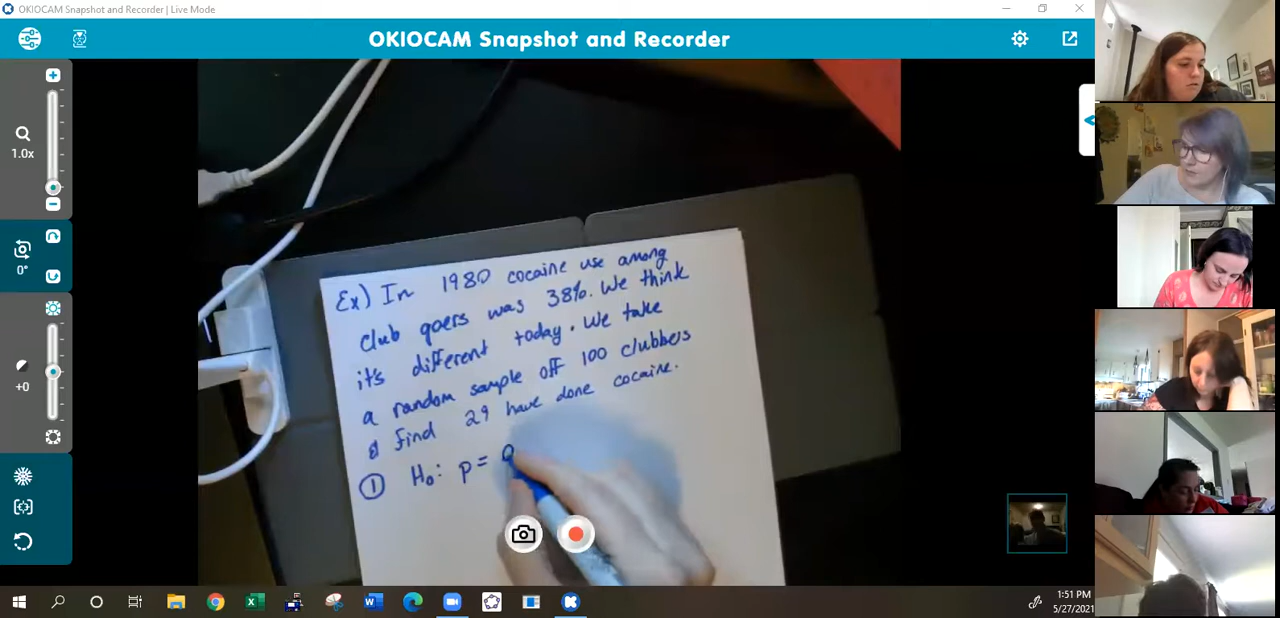 OKIOCAM Snapshot and Recorder | Live Mode
OKIOCAM Snapshot and Recorder
1.0x
0°
+0
Ex) In 1980 cocaine use among
club goers was 38%. We think
it's different today. We take
a random sample off 100 clubbers
& find 29 have done cocaine.
① H₀: p = 0
1:51 PM
5/27/2021